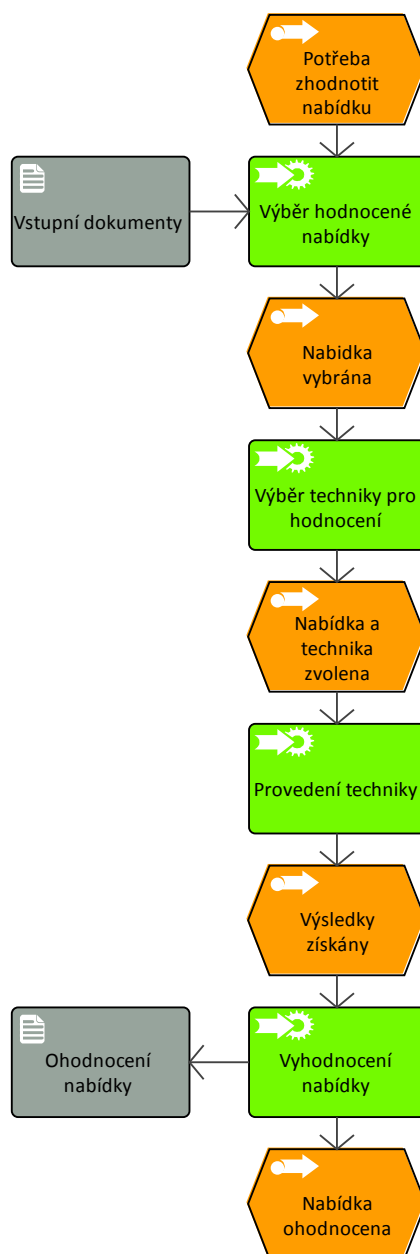 Potřeba
zhodnotit
nabídku
Vstupní dokumenty
Výběr hodnocené
nabídky
Nabidka
vybrána
Výběr techniky pro
hodnocení
Nabídka a
technika
zvolena
Provedení techniky
Výsledky
získány
Ohodnocení
nabídky
Vyhodnocení
nabídky
Nabídka
ohodnocena